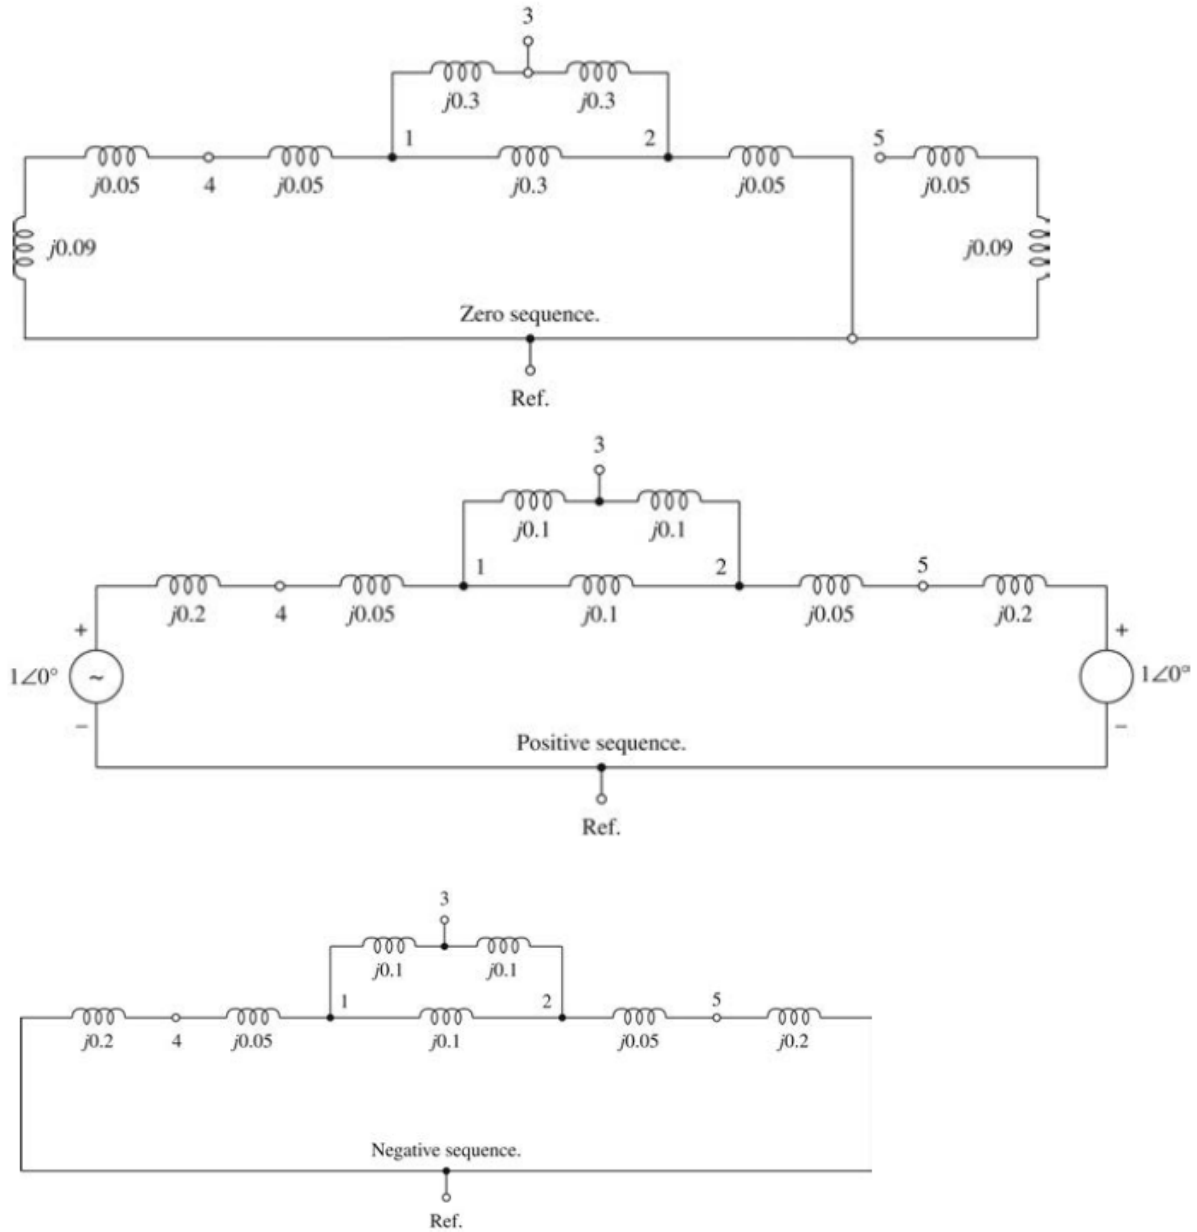 3
j0.3 j0.3
1 2 5
j0.05 4 j0.05 j0.3 j0.05 j0.05
j0.09 j0.09
Zero sequence.
Ref.
3
j0.1 j0.1
1 2 5
j0.2 4 j0.05 j0.1 j0.05 j0.2
+ +
1∠0° ~ 1∠0°
− −
Positive sequence.
Ref.
3
j0.1 j0.1
1 2 5
j0.2 4 j0.05 j0.1 j0.05 j0.2
Negative sequence.
Ref.